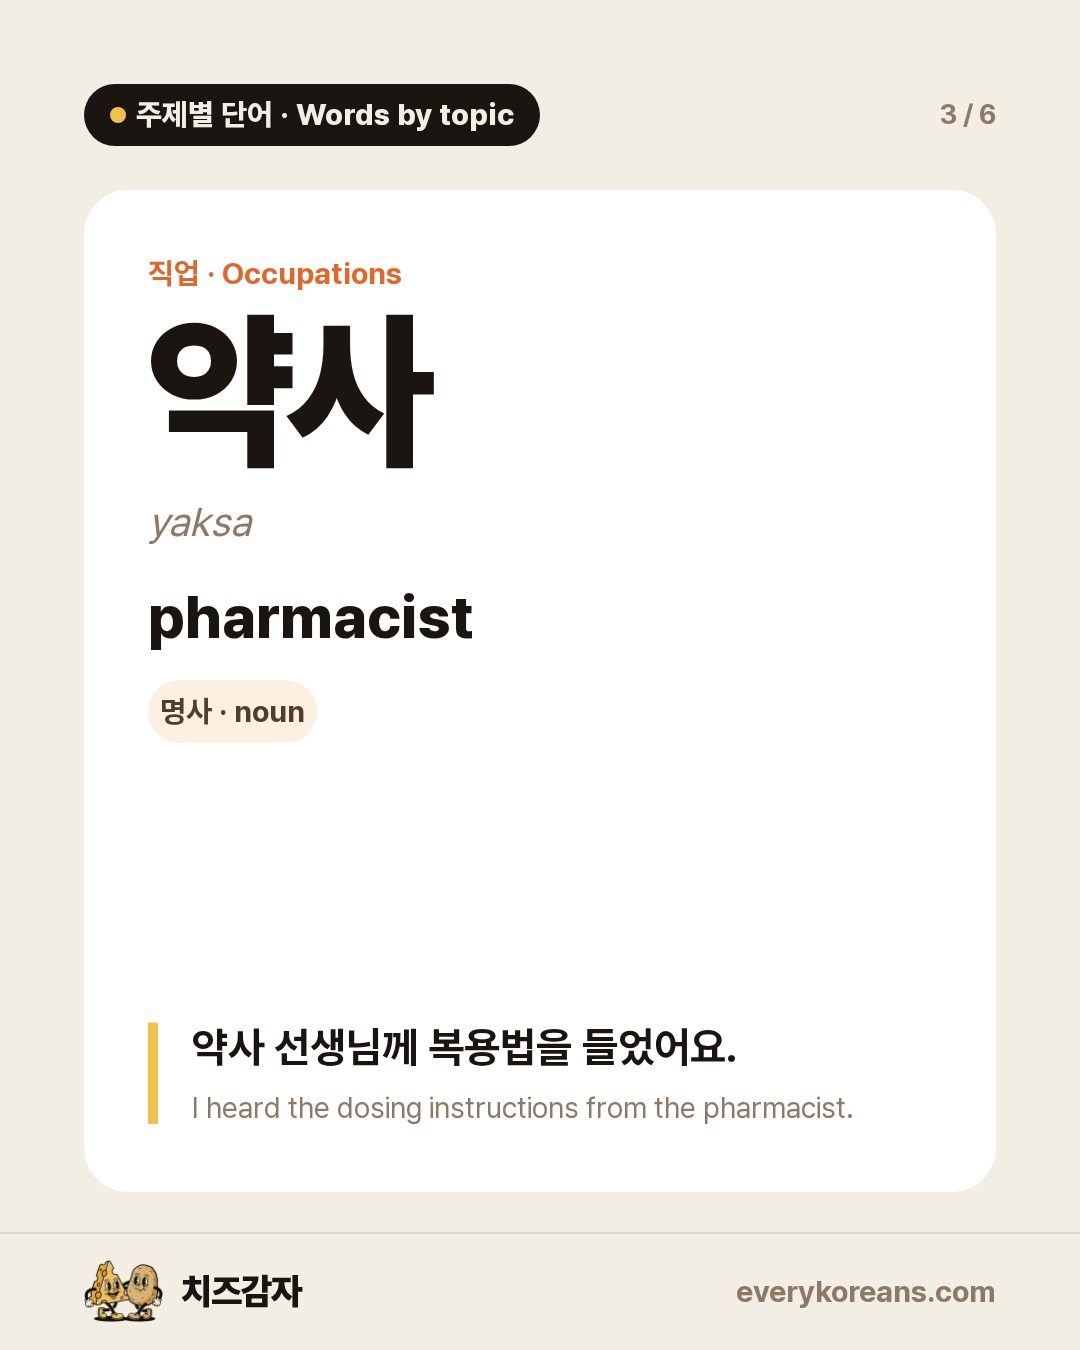 주제별 단어 · Words by topic
3 / 6
직업 · Occupations
약사
yaksa
pharmacist
명사 · noun
약사 선생님께 복용법을 들었어요.
I heard the dosing instructions from the pharmacist.
치즈감자
everykoreans.com